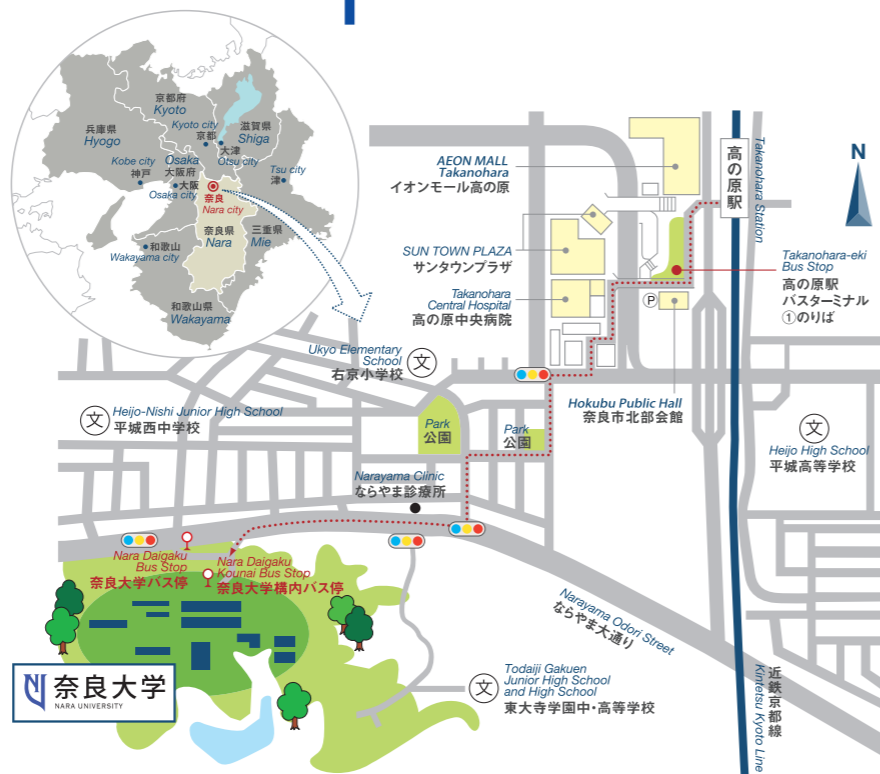 京都府
Kyoto
兵庫県
Hyogo
Kyoto city
京都
滋賀県
Shiga
大津
Otsu city
Kobe city
神戸
Osaka
大阪府
大阪
Osaka city
Tsu city
津
奈良
Nara city
奈良県
Nara
三重県
Mie
和歌山
Wakayama city
和歌山県
Wakayama
AEON MALL
Takanohara
イオンモール高の原
SUN TOWN PLAZA
サンタウンプラザ
Takanohara
Central Hospital
高の原中央病院
高の原駅
Takanohara Station
N
Takanohara-eki
Bus Stop
高の原駅
バスターミナル
①のりば
P
Hokubu Public Hall
奈良市北部会館
Ukyo Elementary
School
右京小学校
文
文
Heijo-Nishi Junior High School
平城西中学校
Park
公園
Park
公園
文
Heijo High School
平城高等学校
Narayama Clinic
ならやま診療所
Nara Daigaku
Bus Stop
奈良大学バス停
Nara Daigaku
Kounai Bus Stop
奈良大学構内バス停
Narayama Odori Street
ならやま大通り
奈良大学
NARA UNIVERSITY
文
Todaiji Gakuen
Junior High School
and High School
東大寺学園中・高等学校
近鉄京都線
Kintetsu Kyoto Line